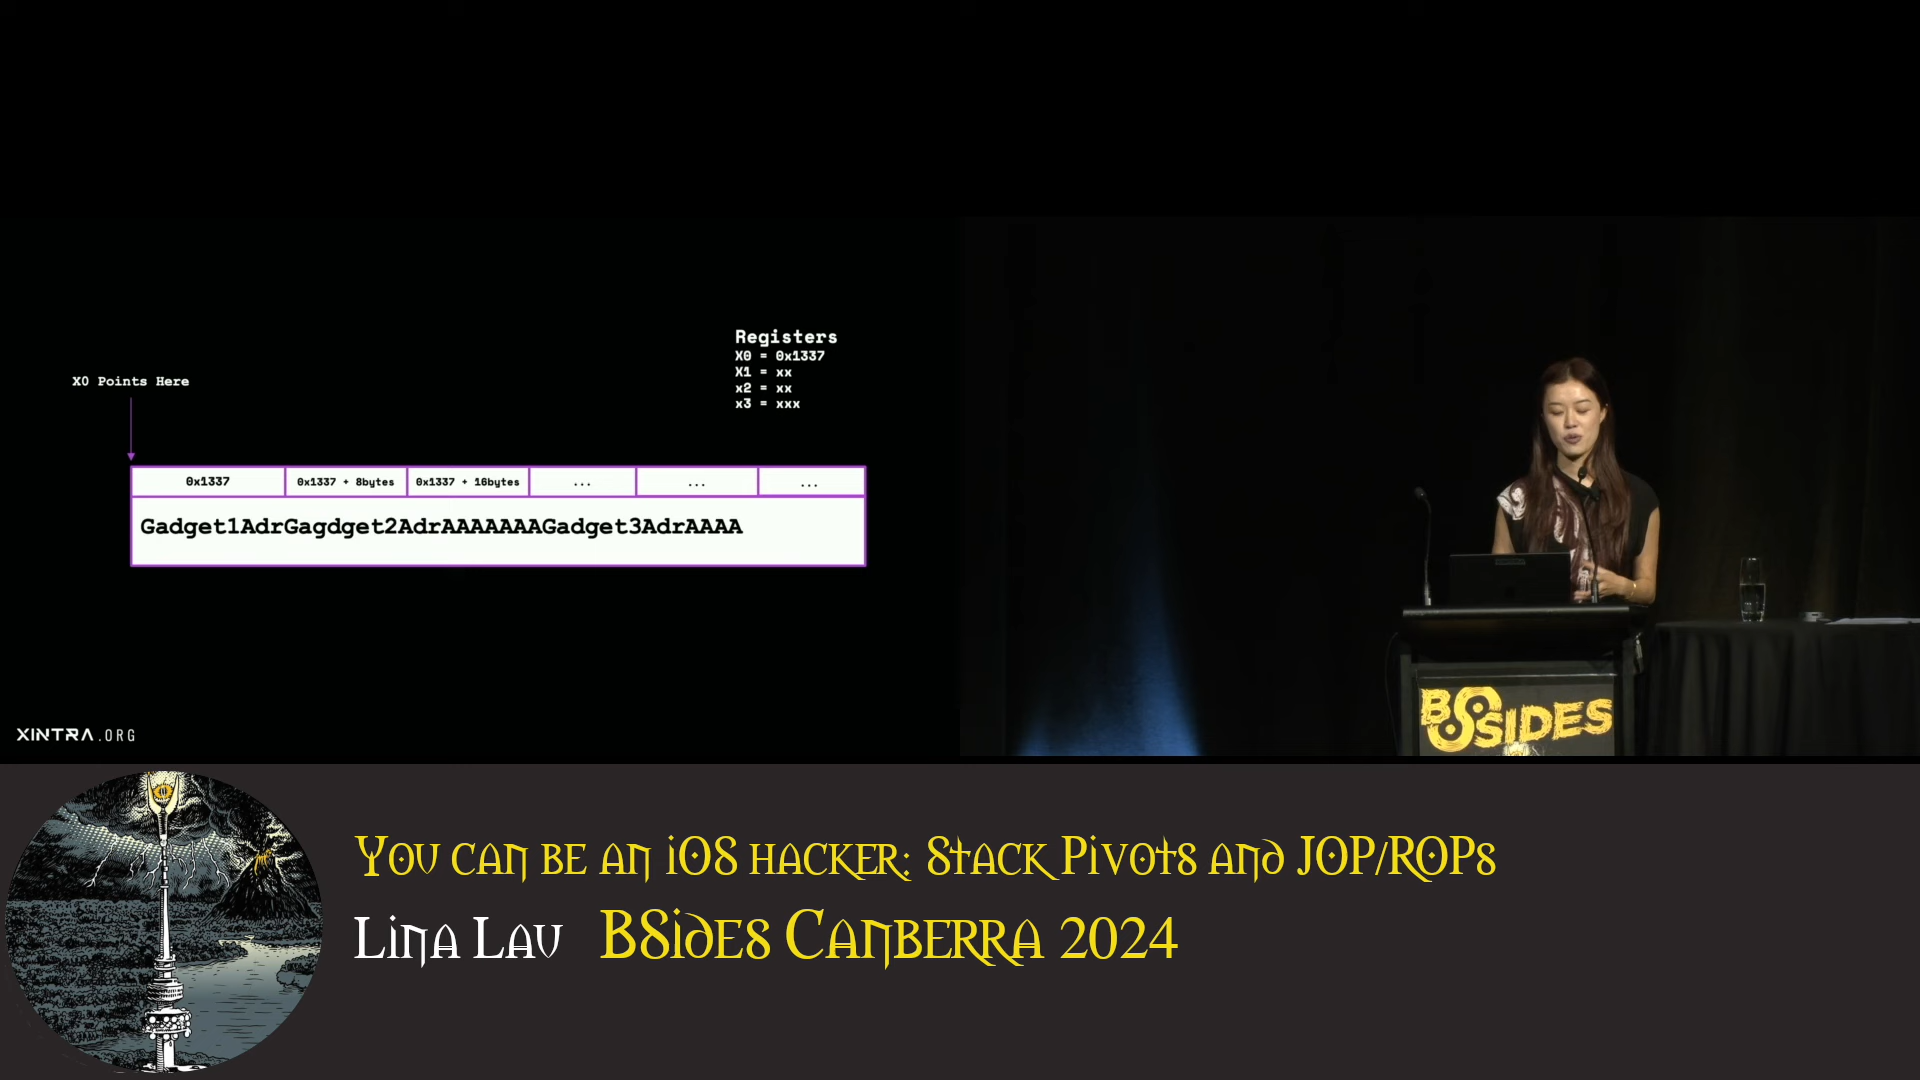 Registers
X0 = 0x1337
X1 = xx
x2 = xx
x3 = xxx
X0 Points Here
0x1337 0x1337 + 8bytes 0x1337 + 16bytes ... ... ...
Gadget1AdrGagdget2AdrAAAAAAAGadget3AdrAAAA
XINTRA.ORG
BSIDES
You can be an iOS hacker: Stack Pivots and JOP/ROPs
Lina Lau BSides Canberra 2024